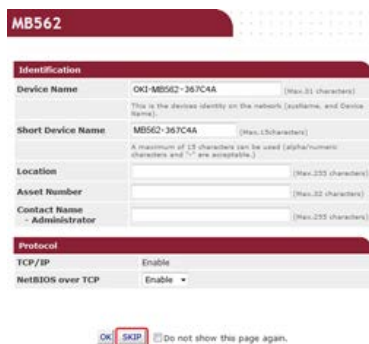 MB562
Identification
Device Name OKI-MB562-367C4A (Max.31 characters)
This is the devices identity on the network (sysName, and Device Name).
Short Device Name MB562-367C4A (Max.15characters)
A maximum of 15 characters can be used (alpha/numeric characters and "-" are acceptable.)
Location (Max.255 characters)
Asset Number (Max.32 characters)
Contact Name
- Administrator (Max.255 characters)
Protocol
TCP/IP Enable
NetBIOS over TCP Enable
OK SKIP Do not show this page again.